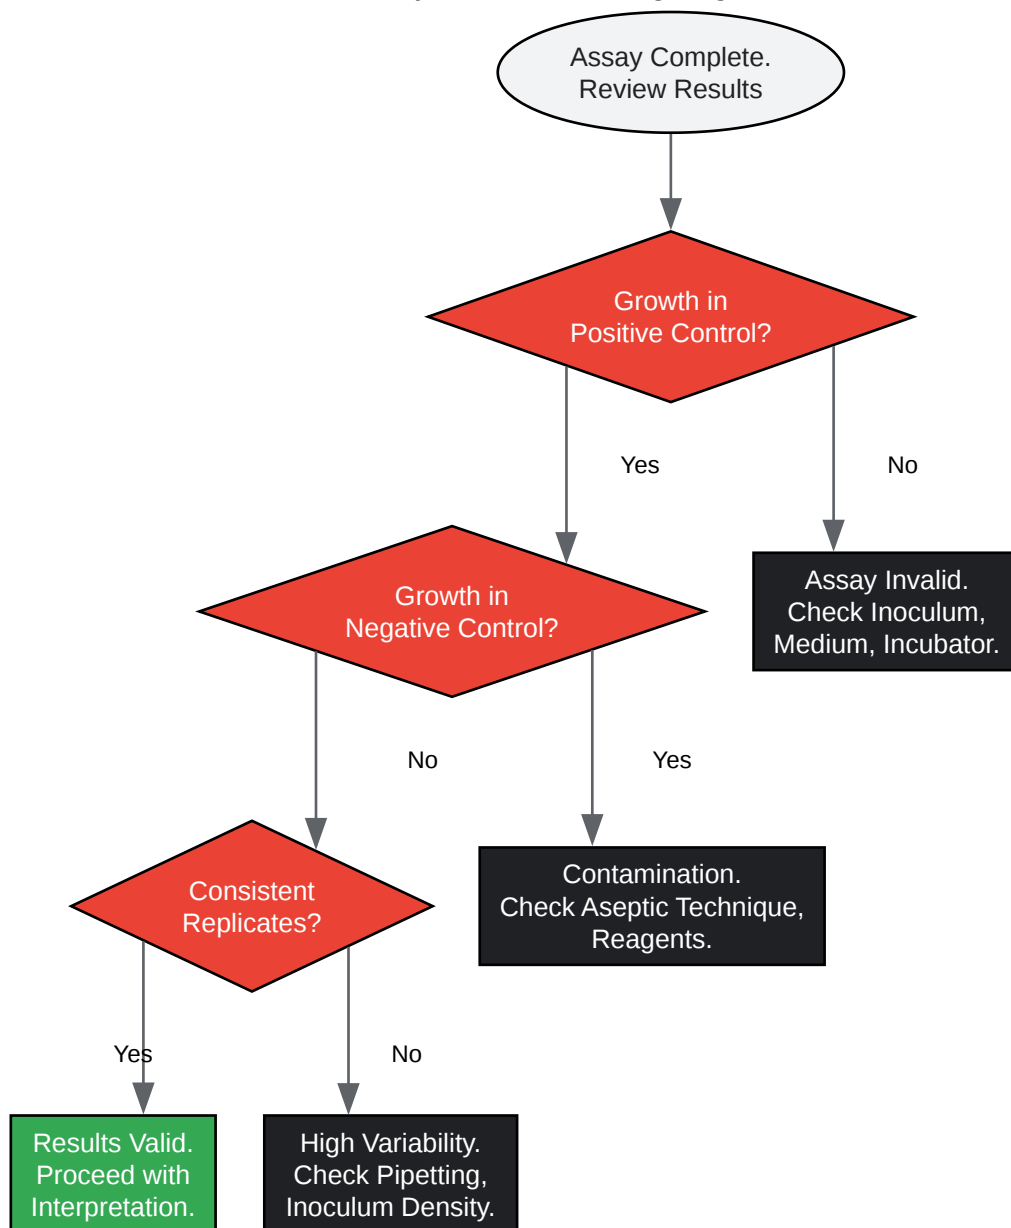 Assay Complete.
Review Results
Growth in
Positive Control?
Yes
No
Growth in
Negative Control?
Assay Invalid.
Check Inoculum,
Medium, Incubator.
No
Yes
Consistent
Replicates?
Contamination.
Check Aseptic Technique,
Reagents.
Yes
No
Results Valid.
Proceed with
Interpretation.
High Variability.
Check Pipetting,
Inoculum Density.